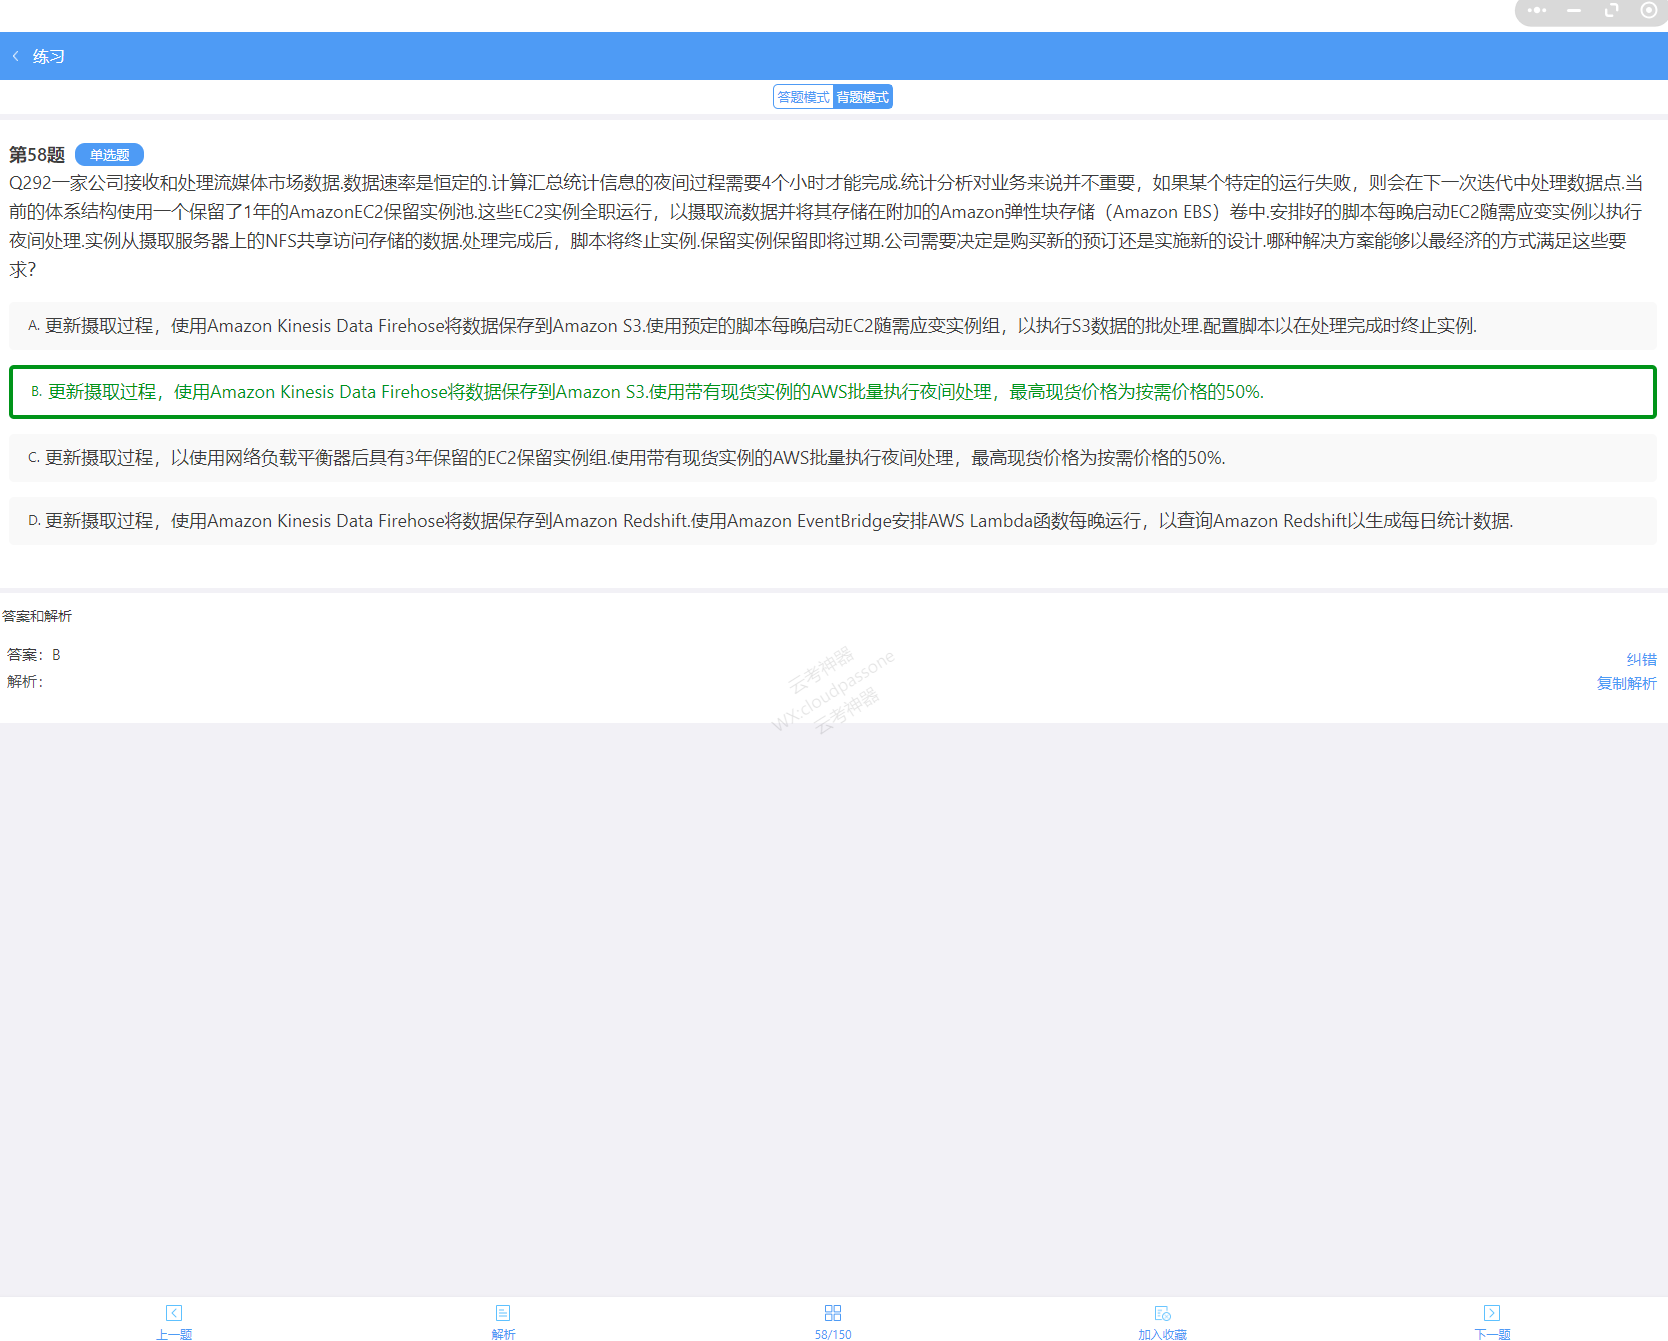 练习
答题模式 背题模式
第58题 单选题
Q292一家公司接收和处理流媒体市场数据.数据速率是恒定的.计算汇总统计信息的夜间过程需要4个小时才能完成.统计分析对业务来说并不重要，如果某个特定的运行失败，则会在下一次迭代中处理数据点.当
前的体系结构使用一个保留了1年的AmazonEC2保留实例池.这些EC2实例全职运行，以摄取流数据并将其存储在附加的Amazon弹性块存储（Amazon EBS）卷中.安排好的脚本每晚启动EC2随需应变实例以执行
夜间处理.实例从摄取服务器上的NFS共享访问存储的数据.处理完成后，脚本将终止实例.保留实例保留即将过期.公司需要决定是购买新的预订还是实施新的设计.哪种解决方案能够以最经济的方式满足这些要
求？
A. 更新摄取过程，使用Amazon Kinesis Data Firehose将数据保存到Amazon S3.使用预定的脚本每晚启动EC2随需应变实例组，以执行S3数据的批处理.配置脚本以在处理完成时终止实例.
B. 更新摄取过程，使用Amazon Kinesis Data Firehose将数据保存到Amazon S3.使用带有现货实例的AWS批量执行夜间处理，最高现货价格为按需价格的50%.
C. 更新摄取过程，以使用网络负载平衡器后具有3年保留的EC2保留实例组.使用带有现货实例的AWS批量执行夜间处理，最高现货价格为按需价格的50%.
D. 更新摄取过程，使用Amazon Kinesis Data Firehose将数据保存到Amazon Redshift.使用Amazon EventBridge安排AWS Lambda函数每晚运行，以查询Amazon Redshift以生成每日统计数据.
答案和解析
答案：B
解析：
纠错
复制解析
云考神器
WX:cloudpassone
云考神器
上一题 解析 58/150 加入收藏 下一题